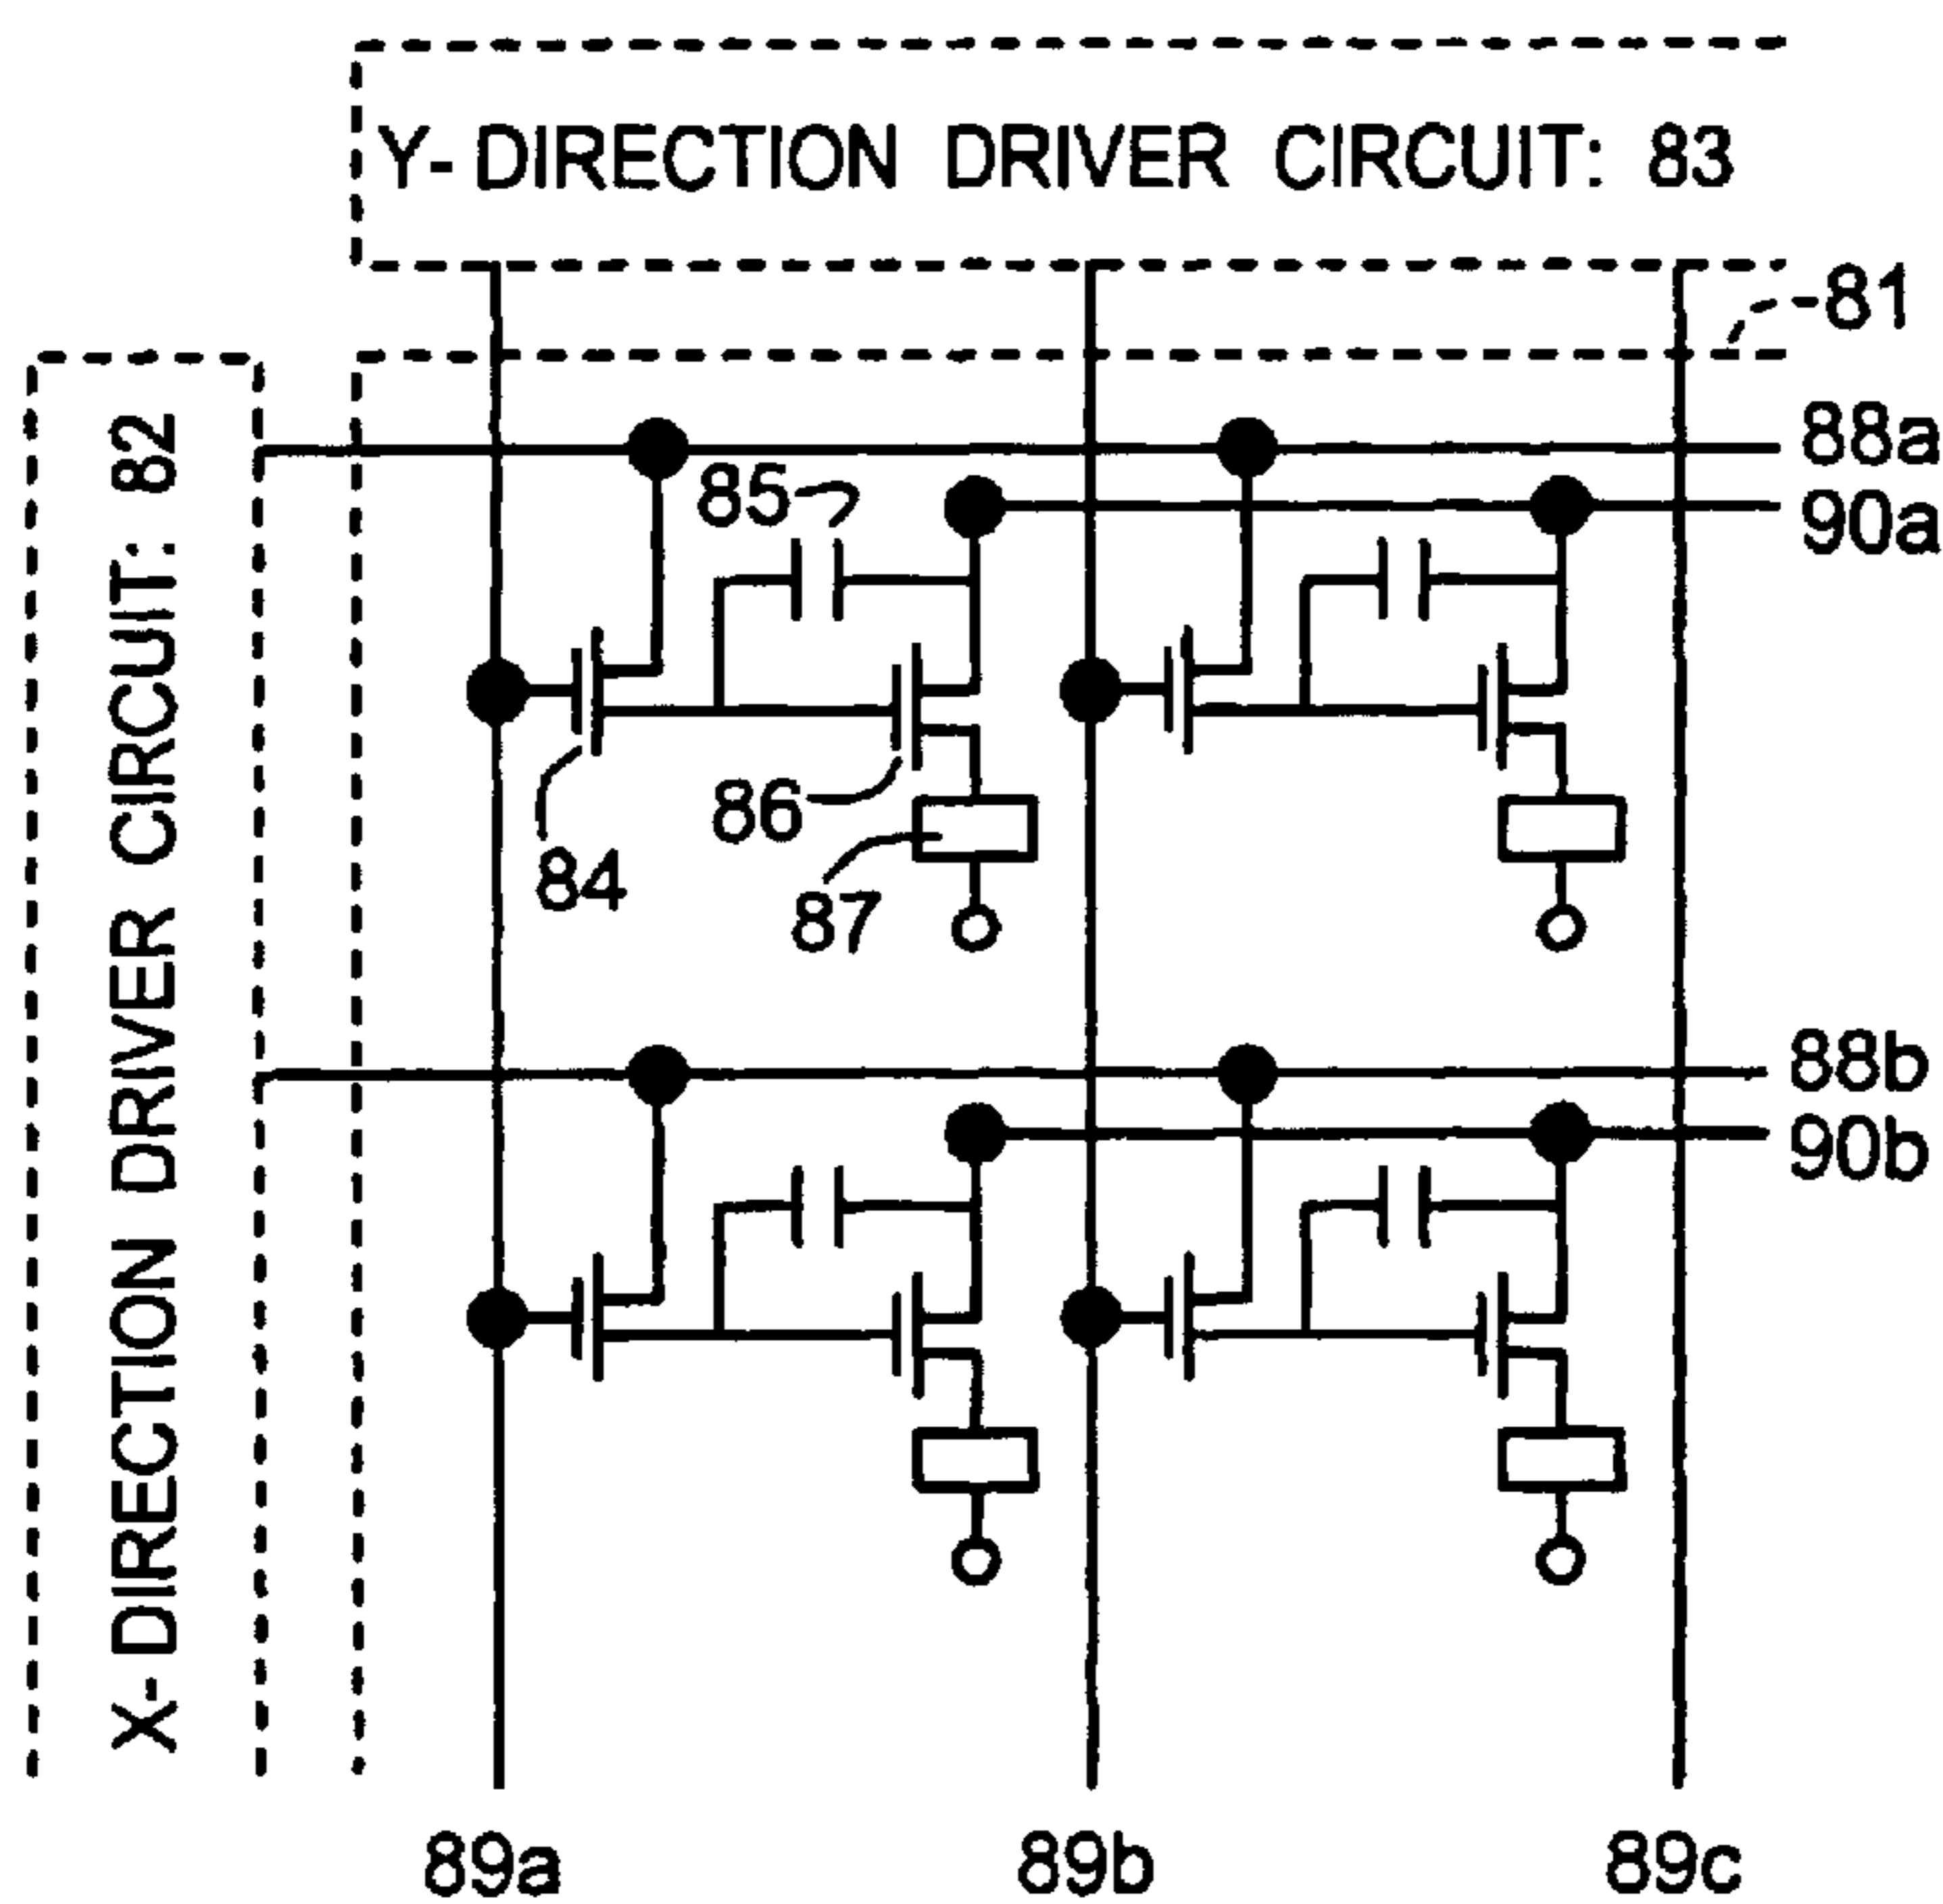 Y- DIRECTION DRIVER CIRCUIT: 83
81
X- DIRECTION DRIVER CIRCUIT: 82
88a
85
90a
86
84
87
88b
90b
89a
89b
89c